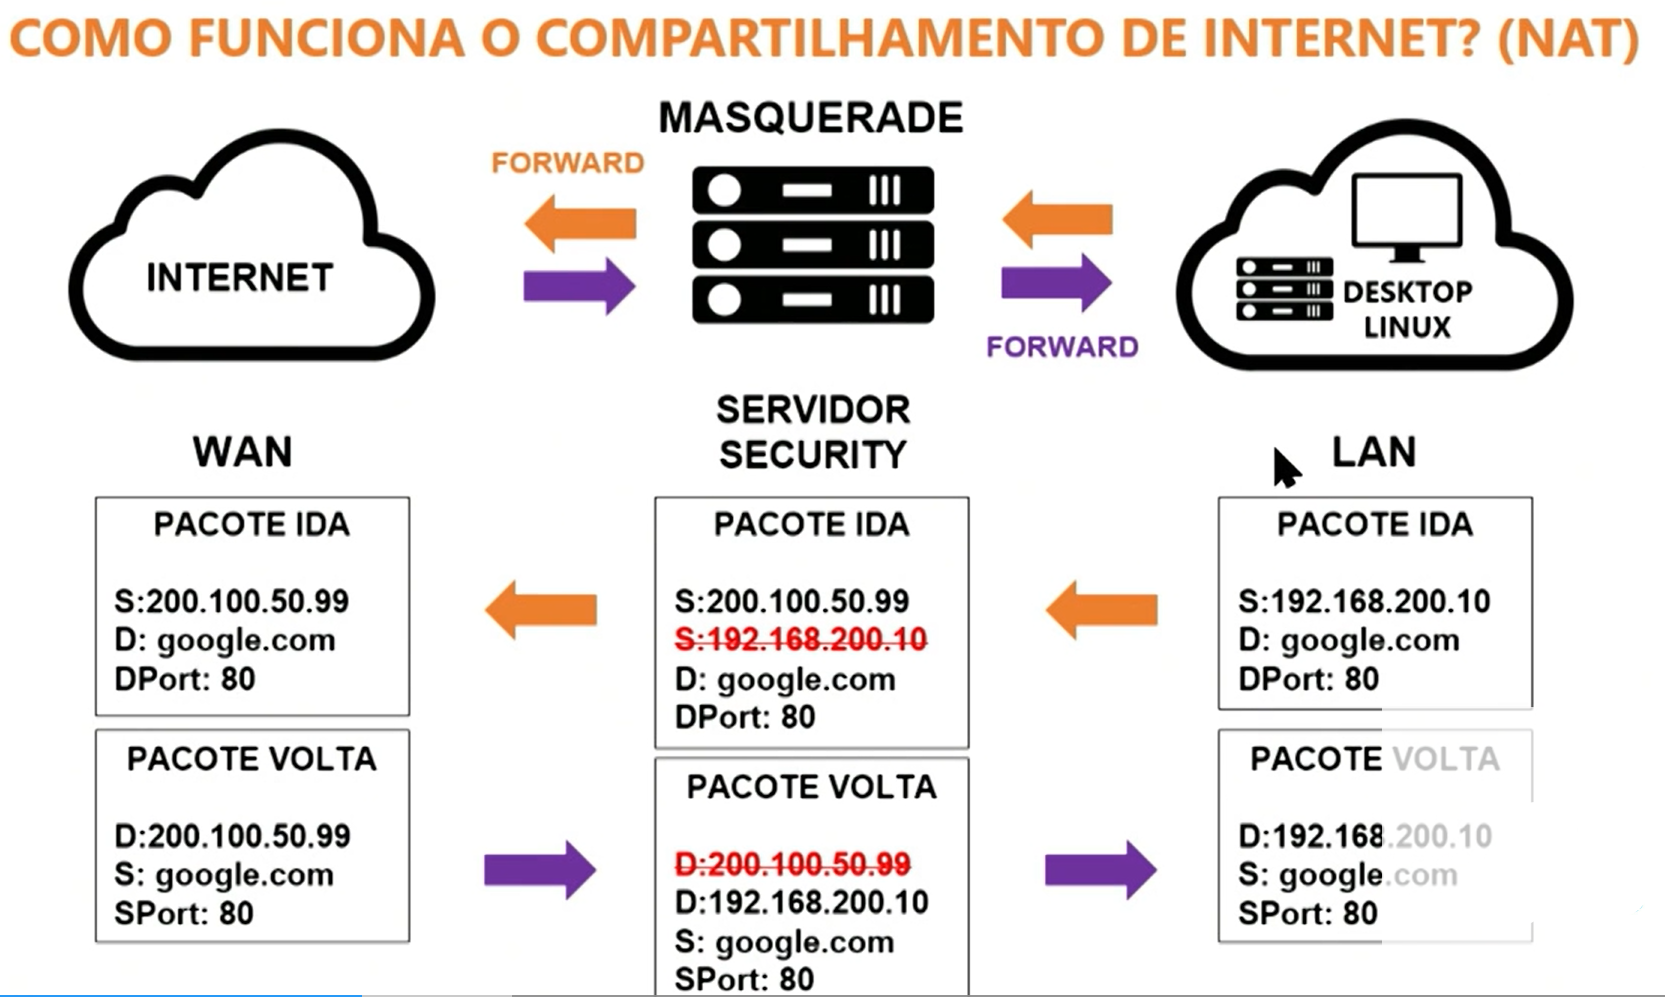 COMO FUNCIONA O COMPARTILHAMENTO DE INTERNET? (NAT)
MASQUERADE
FORWARD
INTERNET
DESKTOP
LINUX
FORWARD
SERVIDOR
SECURITY
WAN
LAN
PACOTE IDA
S:200.100.50.99
D: google.com
DPort: 80
PACOTE IDA
S:200.100.50.99
S:192.168.200.10
D: google.com
DPort: 80
PACOTE IDA
S:192.168.200.10
D: google.com
DPort: 80
PACOTE VOLTA
D:200.100.50.99
S: google.com
SPort: 80
PACOTE VOLTA
D:200.100.50.99
D:192.168.200.10
S: google.com
SPort: 80
PACOTE VOLTA
D:192.168.200.10
S: google.com
SPort: 80